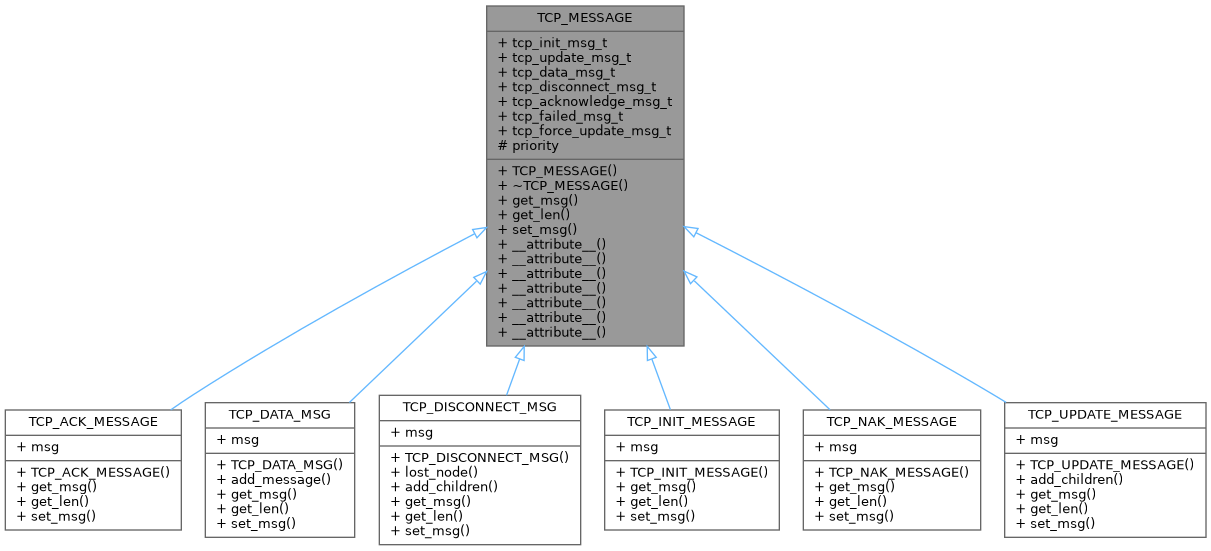 TCP_MESSAGE
+ tcp_init_msg_t
+ tcp_update_msg_t
+ tcp_data_msg_t
+ tcp_disconnect_msg_t
+ tcp_acknowledge_msg_t
+ tcp_failed_msg_t
+ tcp_force_update_msg_t
# priority
+ TCP_MESSAGE()
+ ~TCP_MESSAGE()
+ get_msg()
+ get_len()
+ set_msg()
+ __attribute__()
+ __attribute__()
+ __attribute__()
+ __attribute__()
+ __attribute__()
+ __attribute__()
+ __attribute__()
TCP_ACK_MESSAGE
+ msg
+ TCP_ACK_MESSAGE()
+ get_msg()
+ get_len()
+ set_msg()
TCP_DATA_MSG
+ msg
+ TCP_DATA_MSG()
+ add_message()
+ get_msg()
+ get_len()
+ set_msg()
TCP_DISCONNECT_MSG
+ msg
+ TCP_DISCONNECT_MSG()
+ lost_node()
+ add_children()
+ get_msg()
+ get_len()
+ set_msg()
TCP_INIT_MESSAGE
+ msg
+ TCP_INIT_MESSAGE()
+ get_msg()
+ get_len()
+ set_msg()
TCP_NAK_MESSAGE
+ msg
+ TCP_NAK_MESSAGE()
+ get_msg()
+ get_len()
+ set_msg()
TCP_UPDATE_MESSAGE
+ msg
+ TCP_UPDATE_MESSAGE()
+ add_children()
+ get_msg()
+ get_len()
+ set_msg()